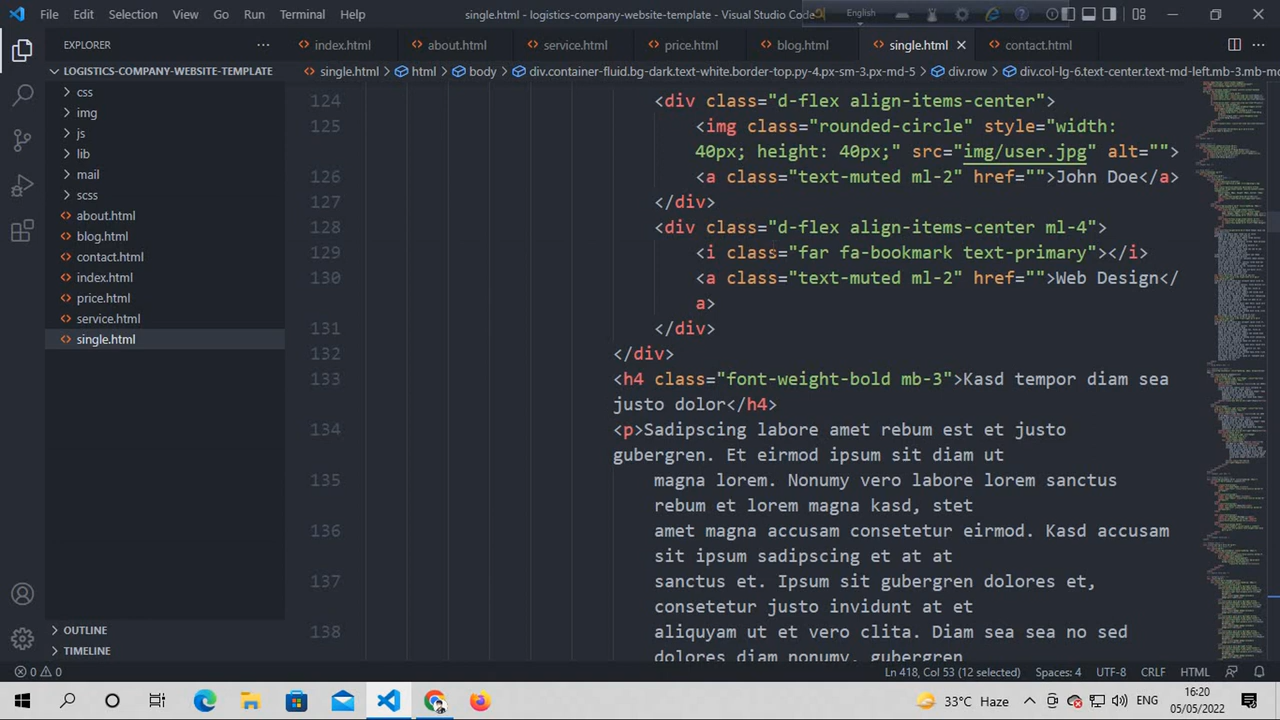 File Edit Selection View Go Run Terminal Help
single.html - logistics-company-website-template - Visual Studio Code
English
EXPLORER
index.html about.html service.html price.html blog.html single.html contact.html
LOGISTICS-COMPANY-WEBSITE-TEMPLATE
single.html > html > body > div.container-fluid.bg-dark.text-white.border-top.py-4.px-sm-3.px-md-5 > div.row > div.col-lg-6.text-center.text-md-left.mb-3.mb-mc
css
img
js
lib
mail
scss
about.html
blog.html
contact.html
index.html
price.html
service.html
single.html
OUTLINE
TIMELINE
124 <div class="d-flex align-items-center">
125 <img class="rounded-circle" style="width:
40px; height: 40px;" src="img/user.jpg" alt="">
126 <a class="text-muted ml-2" href="">John Doe</a>
127 </div>
128 <div class="d-flex align-items-center ml-4">
129 <i class="far fa-bookmark text-primary"></i>
130 <a class="text-muted ml-2" href="">Web Design</
a>
131 </div>
132 </div>
133 <h4 class="font-weight-bold mb-3">Sed tempor diam sea
justo dolor</h4>
134 <p>Sadipscing labore amet rebum est et justo
gubergren. Et eirmod ipsum sit diam ut
135 magna lorem. Nonumy vero labore lorem sanctus
rebum et lorem magna kasd, stet
136 amet magna accusam consetetur eirmod. Kasd accusam
sit ipsum sadipscing et at at
137 sanctus et. Ipsum sit gubergren dolores et,
consetetur justo invidunt at et
138 aliquyam ut et vero clita. Diam sea sea no sed
dolores diam nonumy, gubergren
0 0 Ln 418, Col 53 (12 selected) Spaces: 4 UTF-8 CRLF HTML
33°C Haze ENG
16:20
05/05/2022